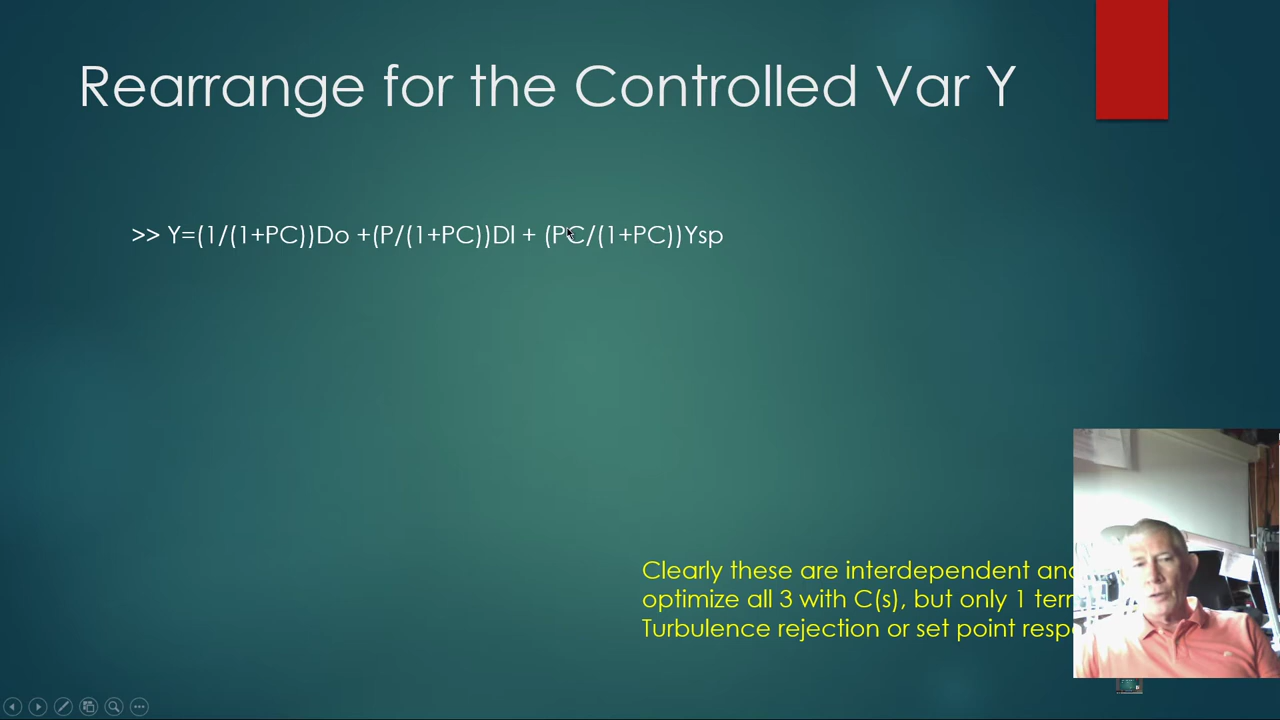 Rearrange for the Controlled Var Y
>> Y=(1/(1+PC))Do +(P/(1+PC))Dl + (PC/(1+PC))Ysp
Clearly these are interdependent
optimize all 3 with C(s), but only 1
Turbulence rejection or set point